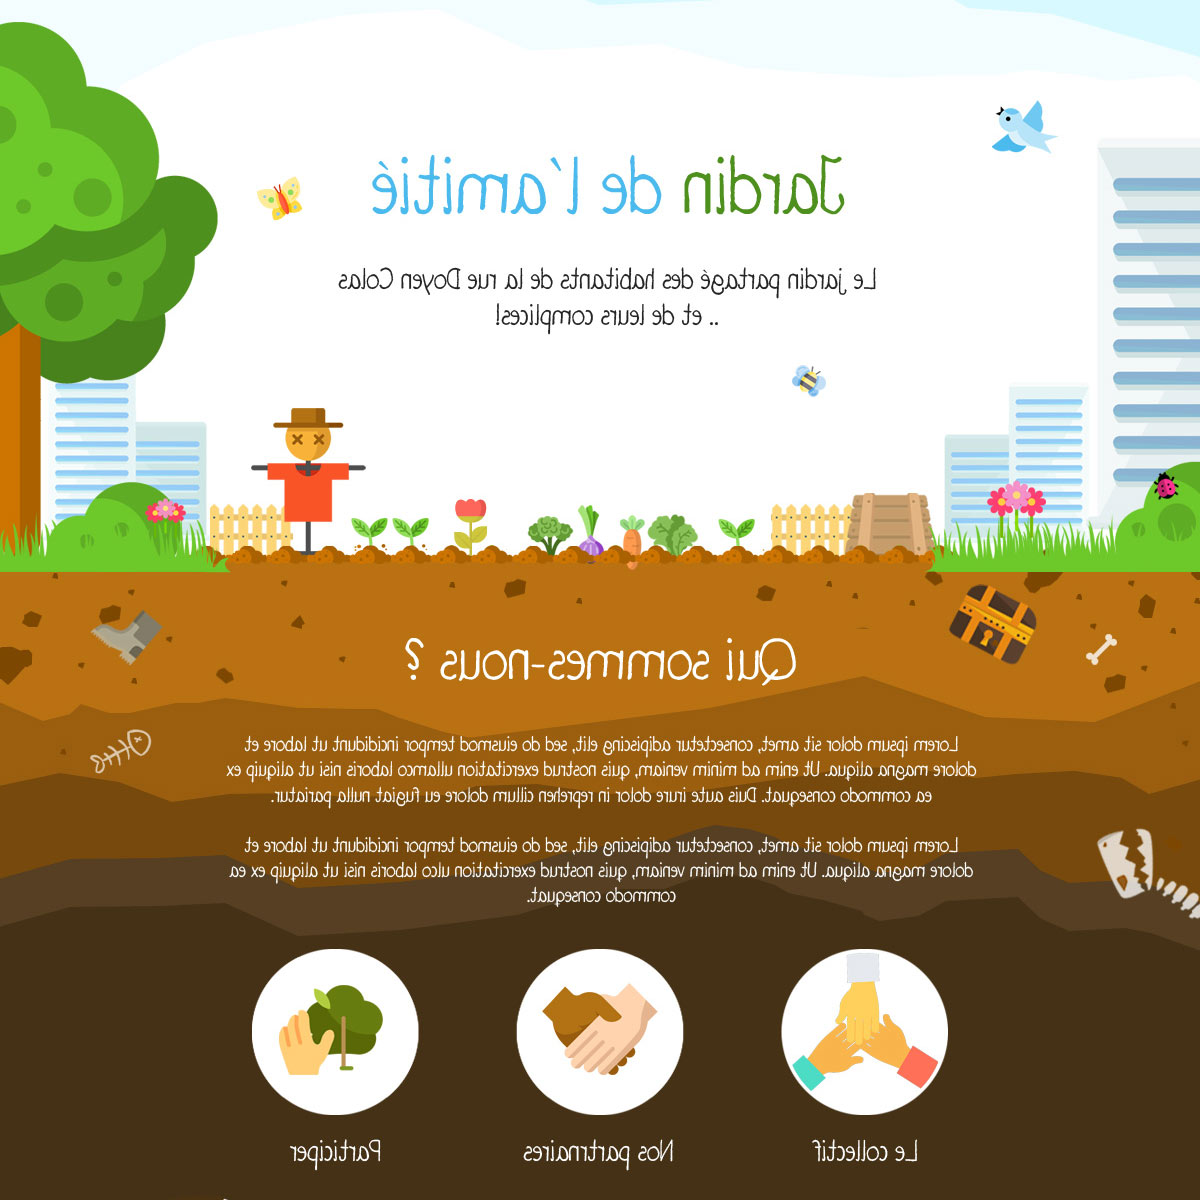 Jardin de l'amitié
Le jardin partagé des habitants de la rue Doyen Colas
.. et de leurs complices!
Qui sommes-nous ?
Lorem ipsum dolor sit amet, consectetur adipiscing elit, sed do eiusmod tempor incididunt ut labore et
dolore magna aliqua. Ut enim ad minim veniam, quis nostrud exercitation ullamco laboris nisi ut aliquip ex
ea commodo consequat. Duis aute irure dolor in reprehen cillum dolore eu fugiat nulla pariatur.
Lorem ipsum dolor sit amet, consectetur adipiscing elit, sed do eiusmod tempor incididunt ut labore et
dolore magna aliqua. Ut enim ad minim veniam, quis nostrud exercitation ulco laboris nisi ut aliquip ex ea
commodo consequat.
Le collectif
Nos partrnaires
Participer